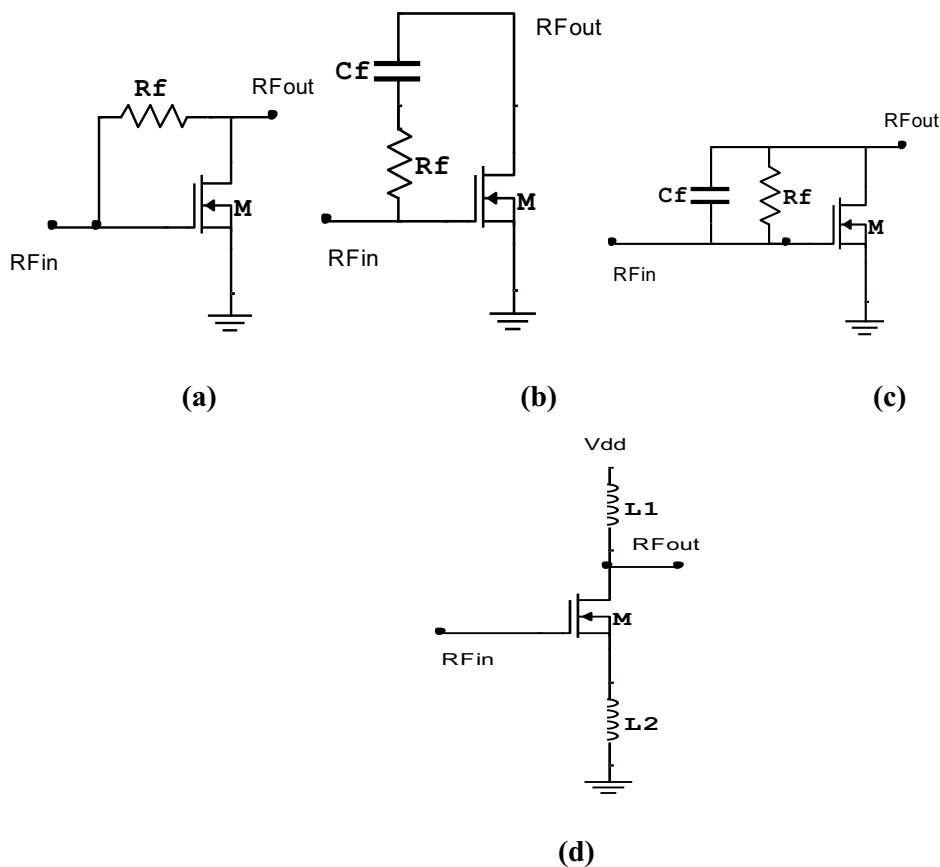 Rf
RFout
M
RFin
(a)
RFout
Cf
Rf
M
RFin
(b)
RFout
Cf
Rf
M
RFin
(c)
Vdd
L1
RFout
M
RFin
L2
(d)